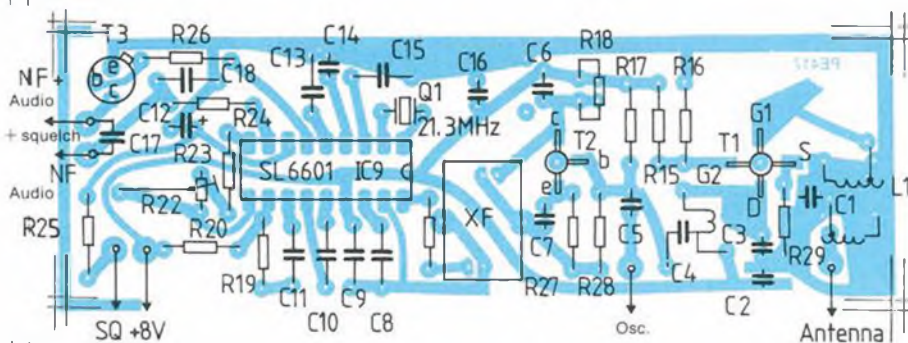 T3
R26
C14
C13
C15
C16
C6
R18
R17
R16
PE417
G1
e
b
c
NF +
Audio
+ squelch
C18
C12
+
R24
C17
Q1
21.3MHz
c
T2
b
e
T1
S
G2
D
NF
Audio
R23
SL6601
IC9
R15
L1
R22
XF
C1
R25
R20
C7
C5
C3
R29
R19
C11
C9
C10
C8
R27
R28
C4
C2
SQ +8V
Osc.
Antenna